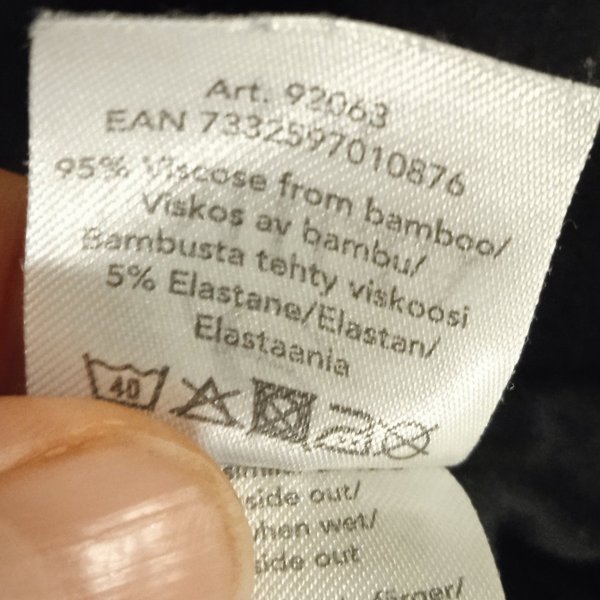 Art. 92063
EAN 7332597010876
95% Viscose from bamboo/
Viskos av bambu/
Bambusta tehty viskoosi
5% Elastane/Elastan/
Elastaania
40
side out/
when wet/
side out